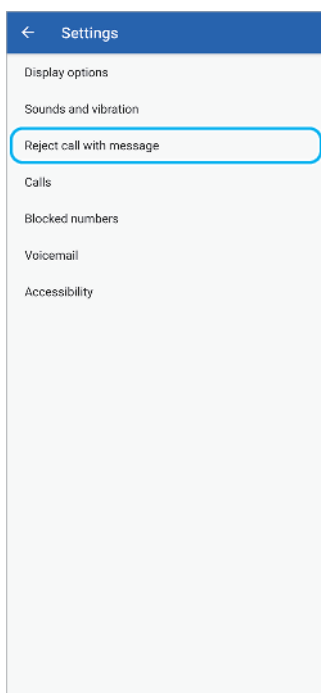 Settings
Display options
Sounds and vibration
Reject call with message
Calls
Blocked numbers
Voicemail
Accessibility